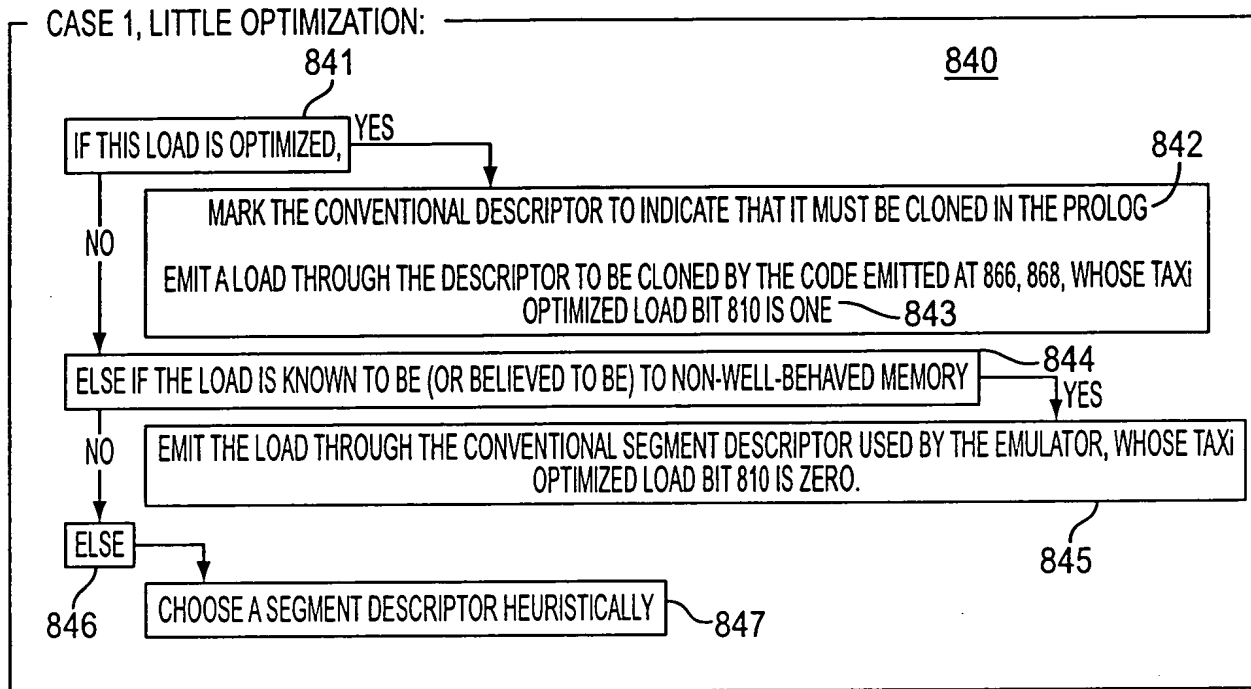 CASE 1, LITTLE OPTIMIZATION:
840
841
IF THIS LOAD IS OPTIMIZED,
YES
842
MARK THE CONVENTIONAL DESCRIPTOR TO INDICATE THAT IT MUST BE CLONED IN THE PROLOG
NO
EMIT A LOAD THROUGH THE DESCRIPTOR TO BE CLONED BY THE CODE EMITTED AT 866, 868, WHOSE TAXi
OPTIMIZED LOAD BIT 810 IS ONE
843
844
ELSE IF THE LOAD IS KNOWN TO BE (OR BELIEVED TO BE) TO NON-WELL-BEHAVED MEMORY
YES
NO
EMIT THE LOAD THROUGH THE CONVENTIONAL SEGMENT DESCRIPTOR USED BY THE EMULATOR, WHOSE TAXi
OPTIMIZED LOAD BIT 810 IS ZERO.
845
ELSE
846
CHOOSE A SEGMENT DESCRIPTOR HEURISTICALLY
847